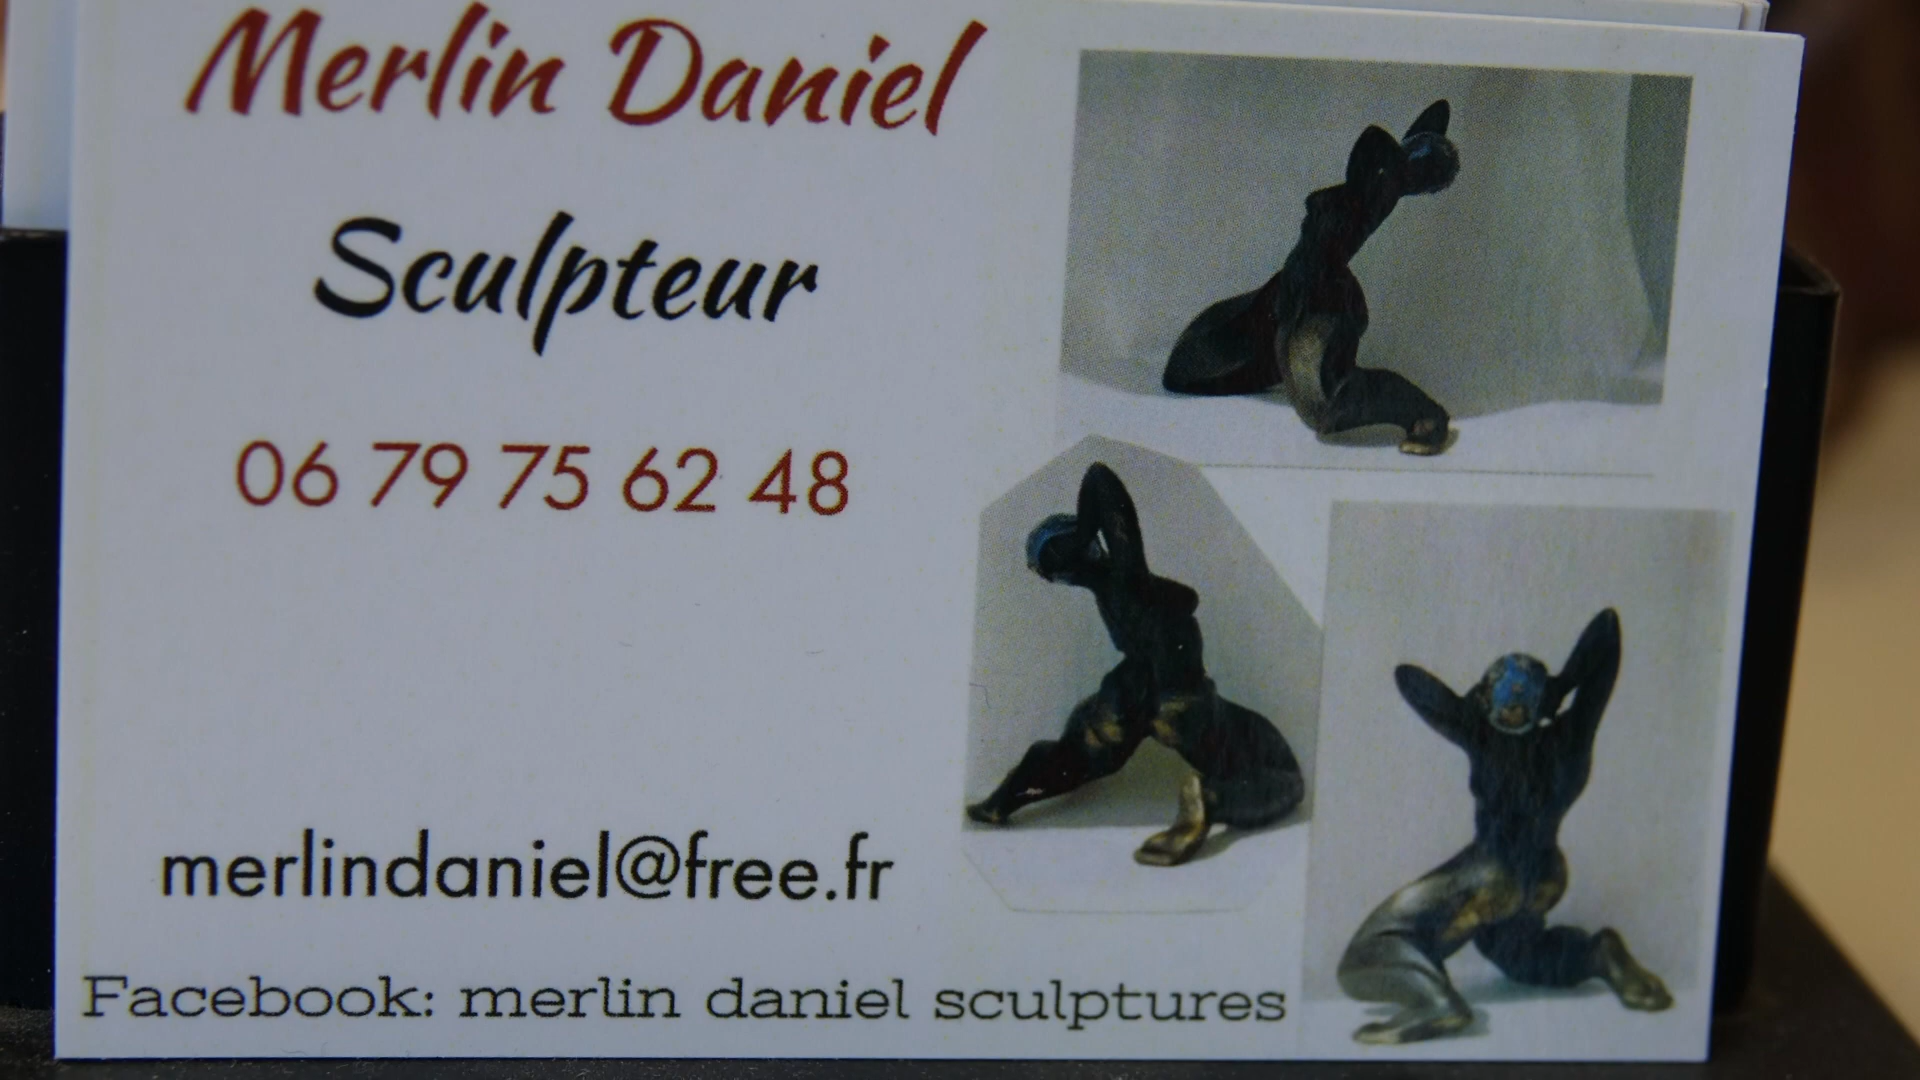 Merlin Daniel
Sculpteur
06 79 75 62 48
merlindaniel@free.fr
Facebook: merlin daniel sculptures